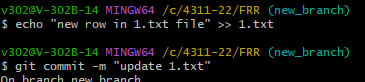 v302@V-302B-14 MINGW64 /c/4311-22/FRR (new_branch)
$ echo "new row in 1.txt file" >> 1.txt
v302@V-302B-14 MINGW64 /c/4311-22/FRR (new_branch)
$ git commit -m "update 1.txt"
On branch new_branch